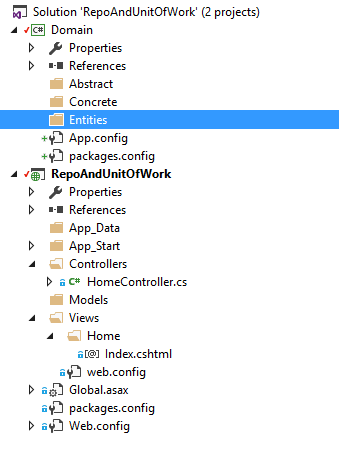 Solution 'RepoAndUnitOfWork' (2 projects)
C# Domain
Properties
References
Abstract
Concrete
Entities
App.config
packages.config
RepoAndUnitOfWork
Properties
References
App_Data
App_Start
Controllers
C# HomeController.cs
Models
Views
Home
[@] Index.cshtml
web.config
Global.asax
packages.config
Web.config